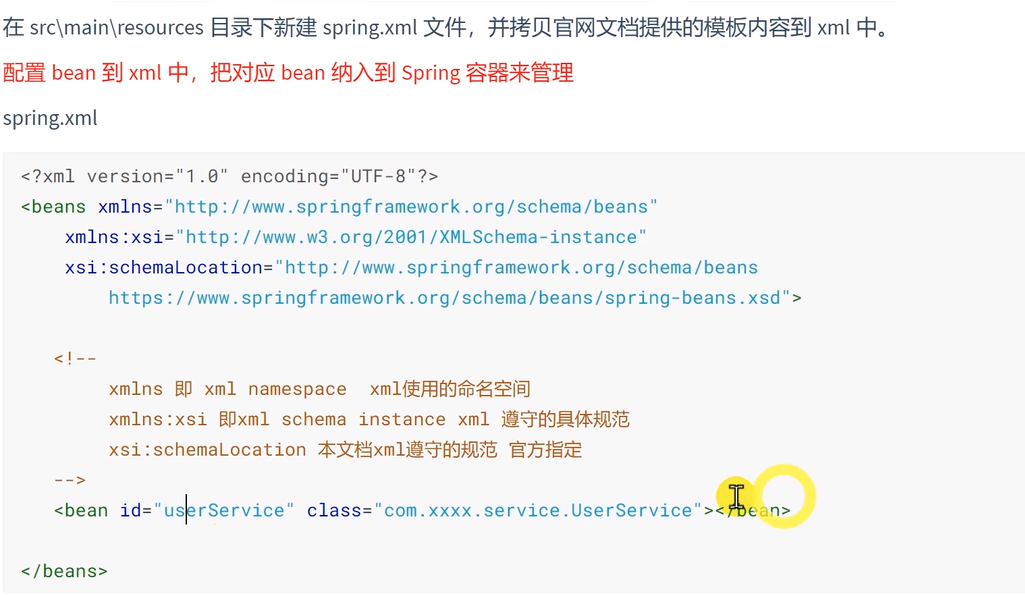 在 src\main\resources 目录下新建 spring.xml 文件，并拷贝官网文档提供的模板内容到 xml 中。
配置 bean 到 xml 中，把对应 bean 纳入到 Spring 容器来管理
spring.xml
<?xml version="1.0" encoding="UTF-8"?>
<beans xmlns="http://www.springframework.org/schema/beans"
xmlns:xsi="http://www.w3.org/2001/XMLSchema-instance"
xsi:schemaLocation="http://www.springframework.org/schema/beans
https://www.springframework.org/schema/beans/spring-beans.xsd">
<!--
xmlns 即 xml namespace  xml使用的命名空间
xmlns:xsi 即xml schema instance xml 遵守的具体规范
xsi:schemaLocation 本文档xml遵守的规范 官方指定
-->
<bean id="userService" class="com.xxxx.service.UserService"></bean>
</beans>